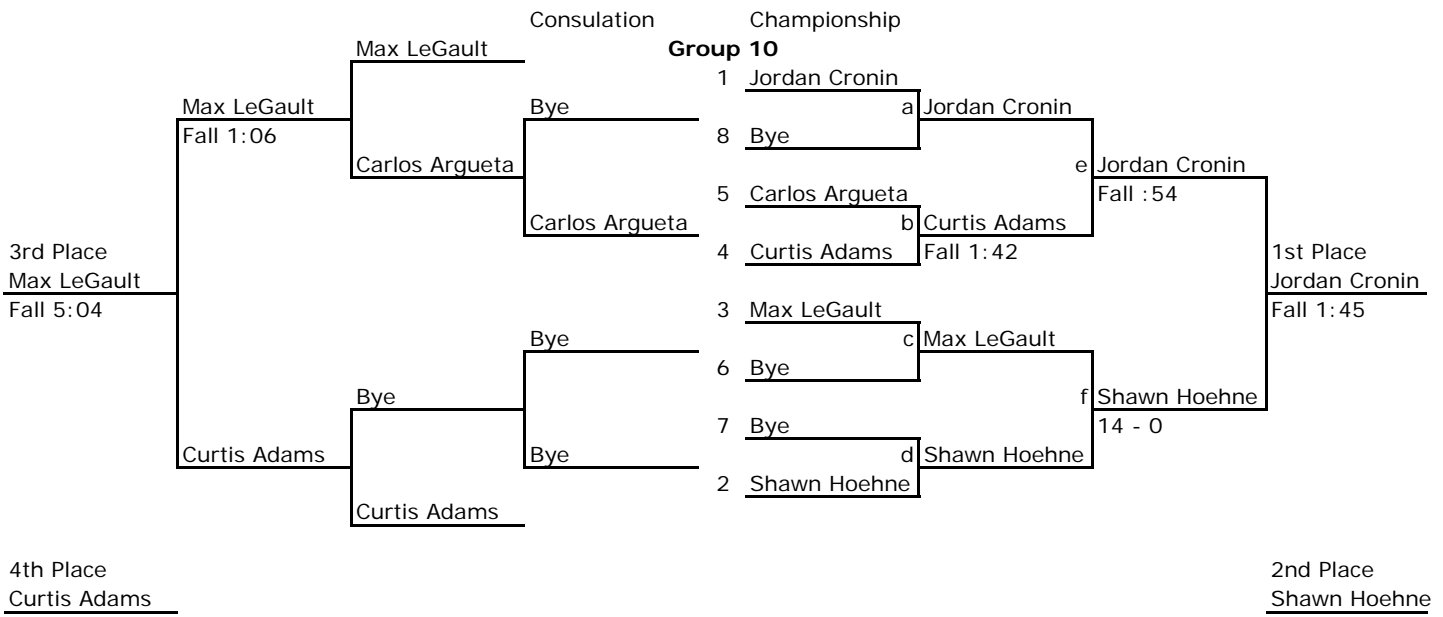 Consulation Championship
Max LeGault Group 10
1 Jordan Cronin
Max LeGault Bye a Jordan Cronin
Fall 1:06 8 Bye
Carlos Argueta e Jordan Cronin
5 Carlos Argueta Fall :54
Carlos Argueta b Curtis Adams
3rd Place 4 Curtis Adams Fall 1:42 1st Place
Max LeGault Jordan Cronin
Fall 5:04 3 Max LeGault Fall 1:45
Bye c Max LeGault
6 Bye
Bye f Shawn Hoehne
7 Bye 14 - 0
Curtis Adams Bye d Shawn Hoehne
2 Shawn Hoehne
Curtis Adams
4th Place 2nd Place
Curtis Adams Shawn Hoehne